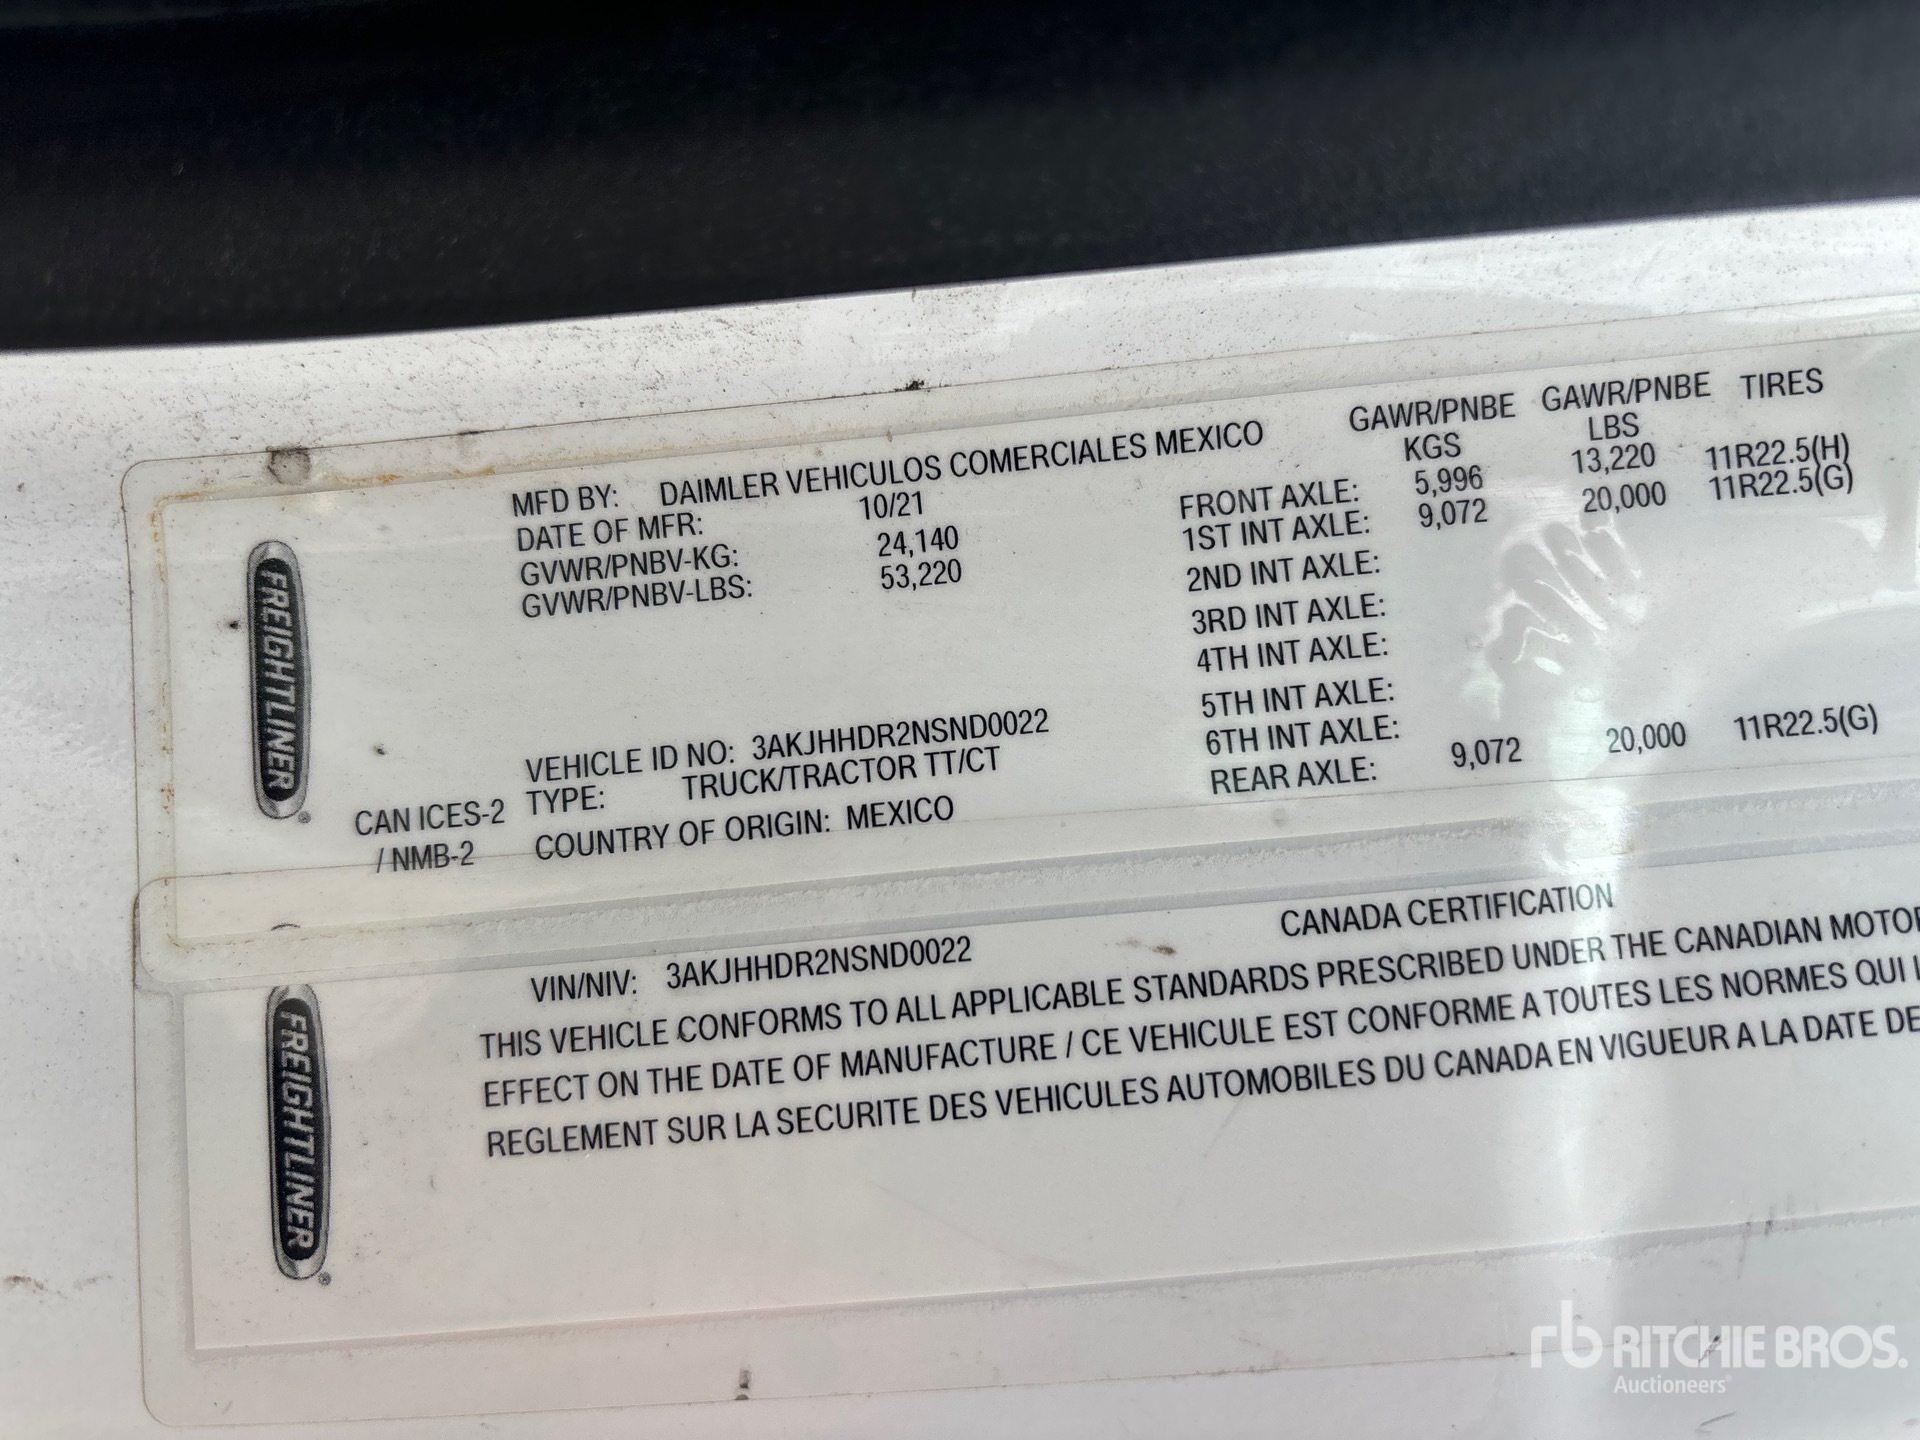 FREIGHTLINER®
MFD BY: DAIMLER VEHICULOS COMERCIALES MEXICO
DATE OF MFR: 10/21
GVWR/PNBV-KG: 24,140
GVWR/PNBV-LBS: 53,220
VEHICLE ID NO: 3AKJHHDR2NSND0022
TYPE: TRUCK/TRACTOR TT/CT
COUNTRY OF ORIGIN: MEXICO
CAN ICES-2
/ NMB-2
GAWR/PNBE GAWR/PNBE TIRES
KGS LBS
FRONT AXLE: 5,996 13,220 11R22.5(H)
1ST INT AXLE: 9,072 20,000 11R22.5(G)
2ND INT AXLE:
3RD INT AXLE:
4TH INT AXLE:
5TH INT AXLE:
6TH INT AXLE:
REAR AXLE: 9,072 20,000 11R22.5(G)
FREIGHTLINER®
CANADA CERTIFICATION
VIN/NIV: 3AKJHHDR2NSND0022
THIS VEHICLE CONFORMS TO ALL APPLICABLE STANDARDS PRESCRIBED UNDER THE CANADIAN MOTOR
EFFECT ON THE DATE OF MANUFACTURE / CE VEHICULE EST CONFORME A TOUTES LES NORMES QUI
REGLEMENT SUR LA SECURITE DES VEHICULES AUTOMOBILES DU CANADA EN VIGUEUR A LA DATE DE
rb RITCHIE BROS.
Auctioneers